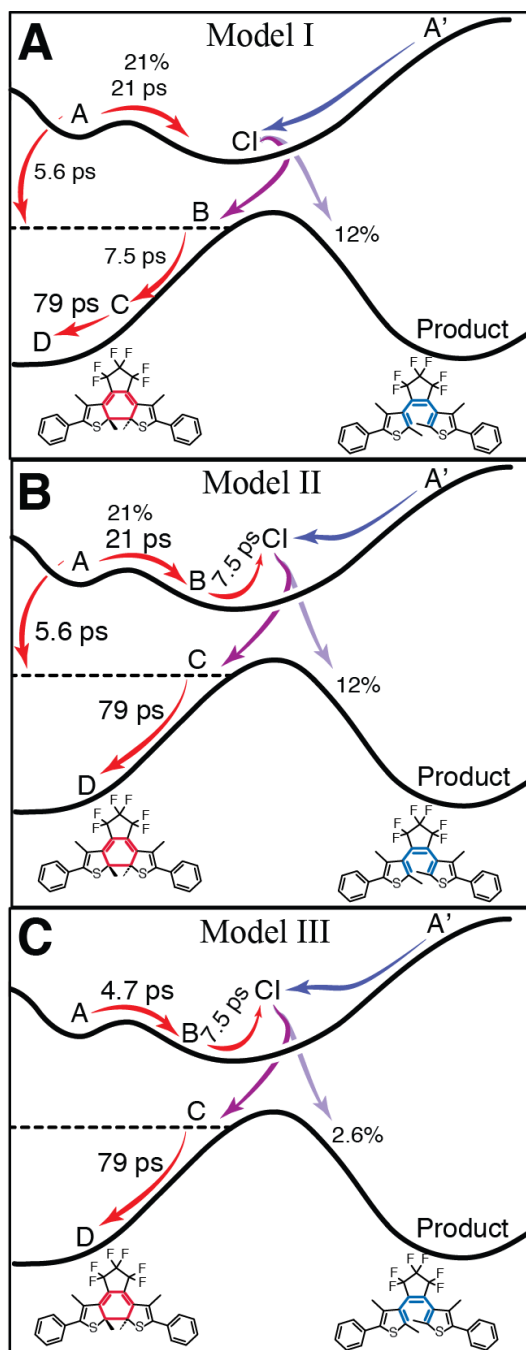 A Model I
A'
21%
A 21 ps
CI
5.6 ps
B
12%
7.5 ps
79 ps C
D
Product
F F
F F F F
S S
F F
F F F F
S S
B Model II
A'
21%
A 21 ps
CI
B 7.5 ps
5.6 ps
C
12%
79 ps
D
Product
F F
F F F F
S S
F F
F F F F
S S
C Model III
A'
4.7 ps
A
CI
B 7.5 ps
C
2.6%
79 ps
D
Product
F F
F F F F
S S
F F
F F F F
S S